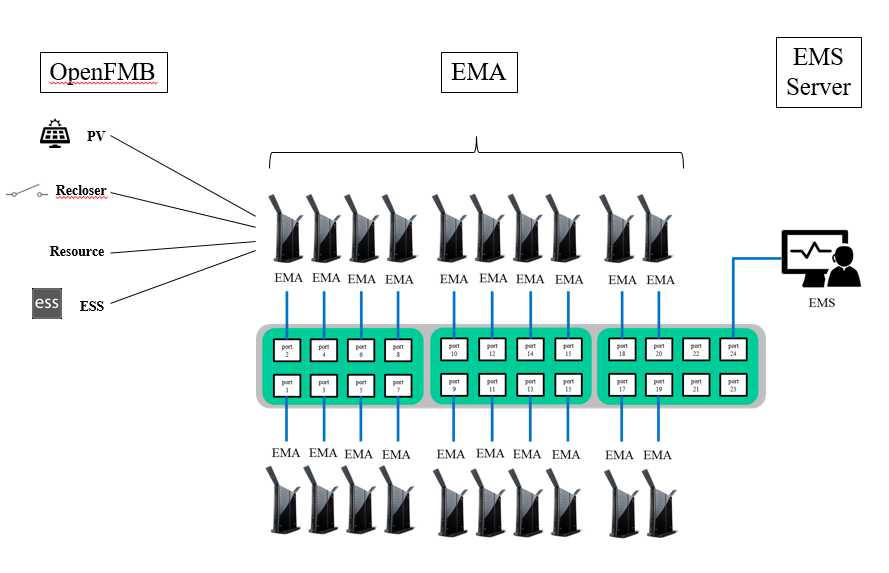 OpenFMB
EMA
EMS
Server
PV
Recloser
Resource
ess
ESS
EMA EMA EMA EMA EMA EMA EMA EMA EMA EMA
EMS
port port port port port port port port port port port port
2 4 6 8 10 12 14 15 18 20 22 24
port port port port port port port port port port port port
1 3 5 7 9 11 13 15 17 19 21 23
EMA EMA EMA EMA EMA EMA EMA EMA EMA EMA